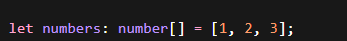 let numbers: number[] = [1, 2, 3];